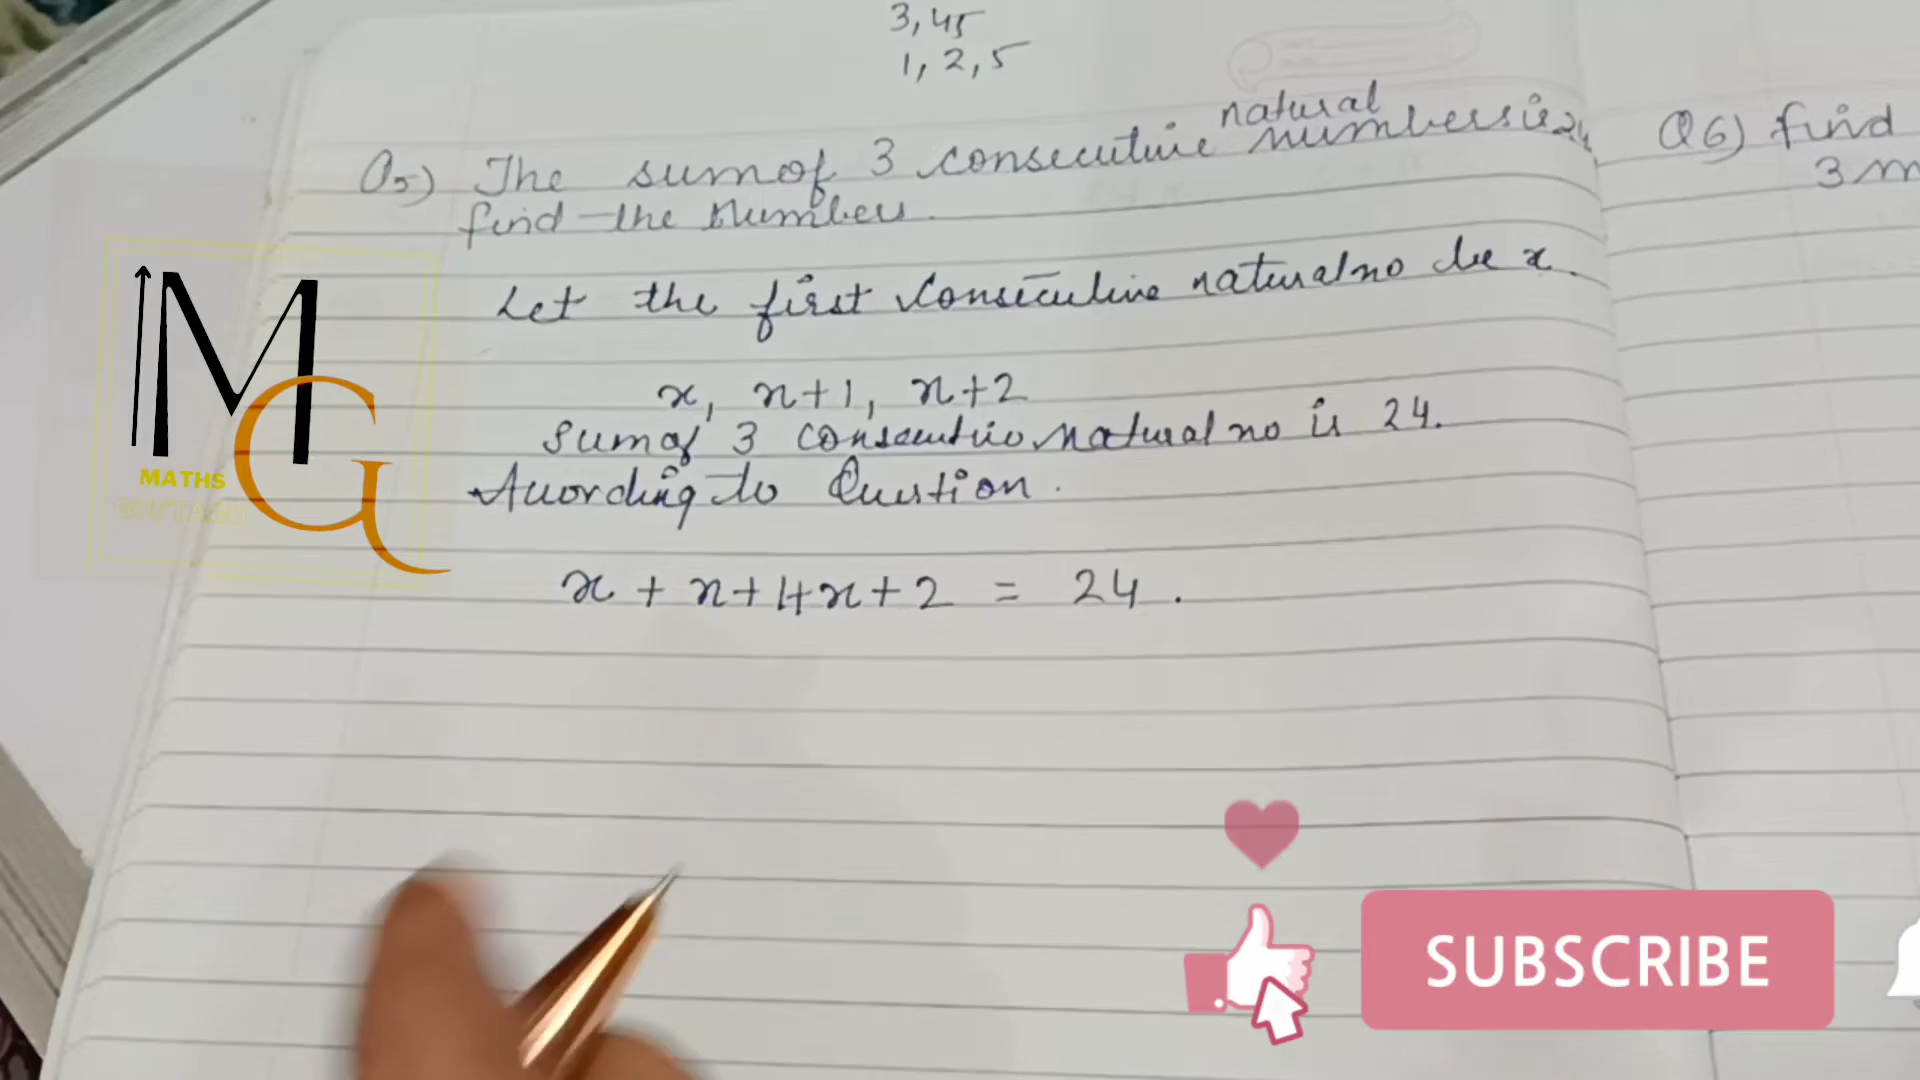 3, 45
1, 2, 5
natural
Q5) The sum of 3 consecutive numbers is 24
find the numbers.
Let the first consecutive natural no be x.
x, x+1, x+2
Sum of 3 consecutive natural no is 24.
According to Question.
x + x+1+x+2 = 24.
Q6) find
3 m
MATHS
MG
SUBSCRIBE